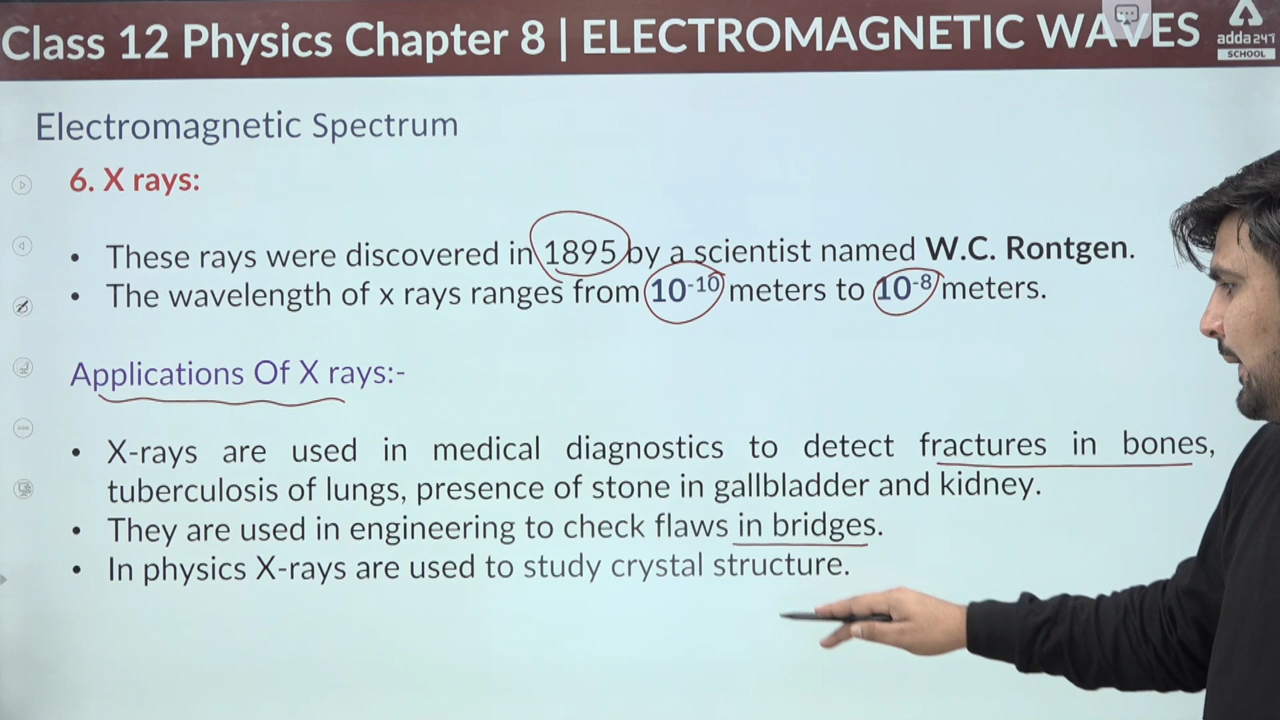 Class 12 Physics Chapter 8 | ELECTROMAGNETIC WAVES
adda247
SCHOOL
Electromagnetic Spectrum
6. X rays:
• These rays were discovered in 1895 by a scientist named W.C. Rontgen.
• The wavelength of x rays ranges from 10⁻¹⁰ meters to 10⁻⁸ meters.
Applications Of X rays:-
• X-rays are used in medical diagnostics to detect fractures in bones,
tuberculosis of lungs, presence of stone in gallbladder and kidney.
• They are used in engineering to check flaws in bridges.
• In physics X-rays are used to study crystal structure.